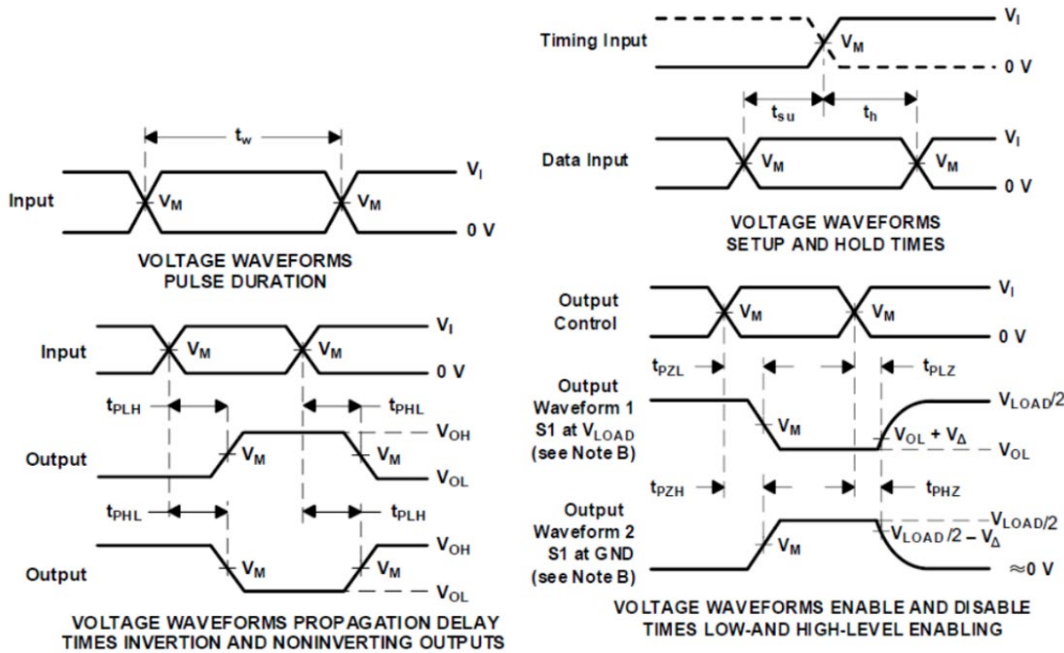 t_w
V_I
Input
V_M
V_M
0 V
VOLTAGE WAVEFORMS
PULSE DURATION
Timing Input
V_I
V_M
0 V
t_su
t_h
Data Input
V_I
V_M
V_M
0 V
VOLTAGE WAVEFORMS
SETUP AND HOLD TIMES
Input
V_I
V_M
V_M
0 V
t_PLH
t_PHL
Output
V_OH
V_M
V_M
V_OL
t_PHL
t_PLH
Output
V_OH
V_M
V_M
V_OL
VOLTAGE WAVEFORMS PROPAGATION DELAY
TIMES INVERTION AND NONINVERTING OUTPUTS
Output
Control
V_I
V_M
V_M
0 V
t_PZL
t_PLZ
Output
Waveform 1
S1 at V_LOAD
(see Note B)
V_LOAD/2
V_M
V_OL + V_Δ
V_OL
t_PZH
t_PHZ
Output
Waveform 2
S1 at GND
(see Note B)
V_LOAD/2
V_M
V_LOAD/2 – V_Δ
≈0 V
VOLTAGE WAVEFORMS ENABLE AND DISABLE
TIMES LOW-AND HIGH-LEVEL ENABLING